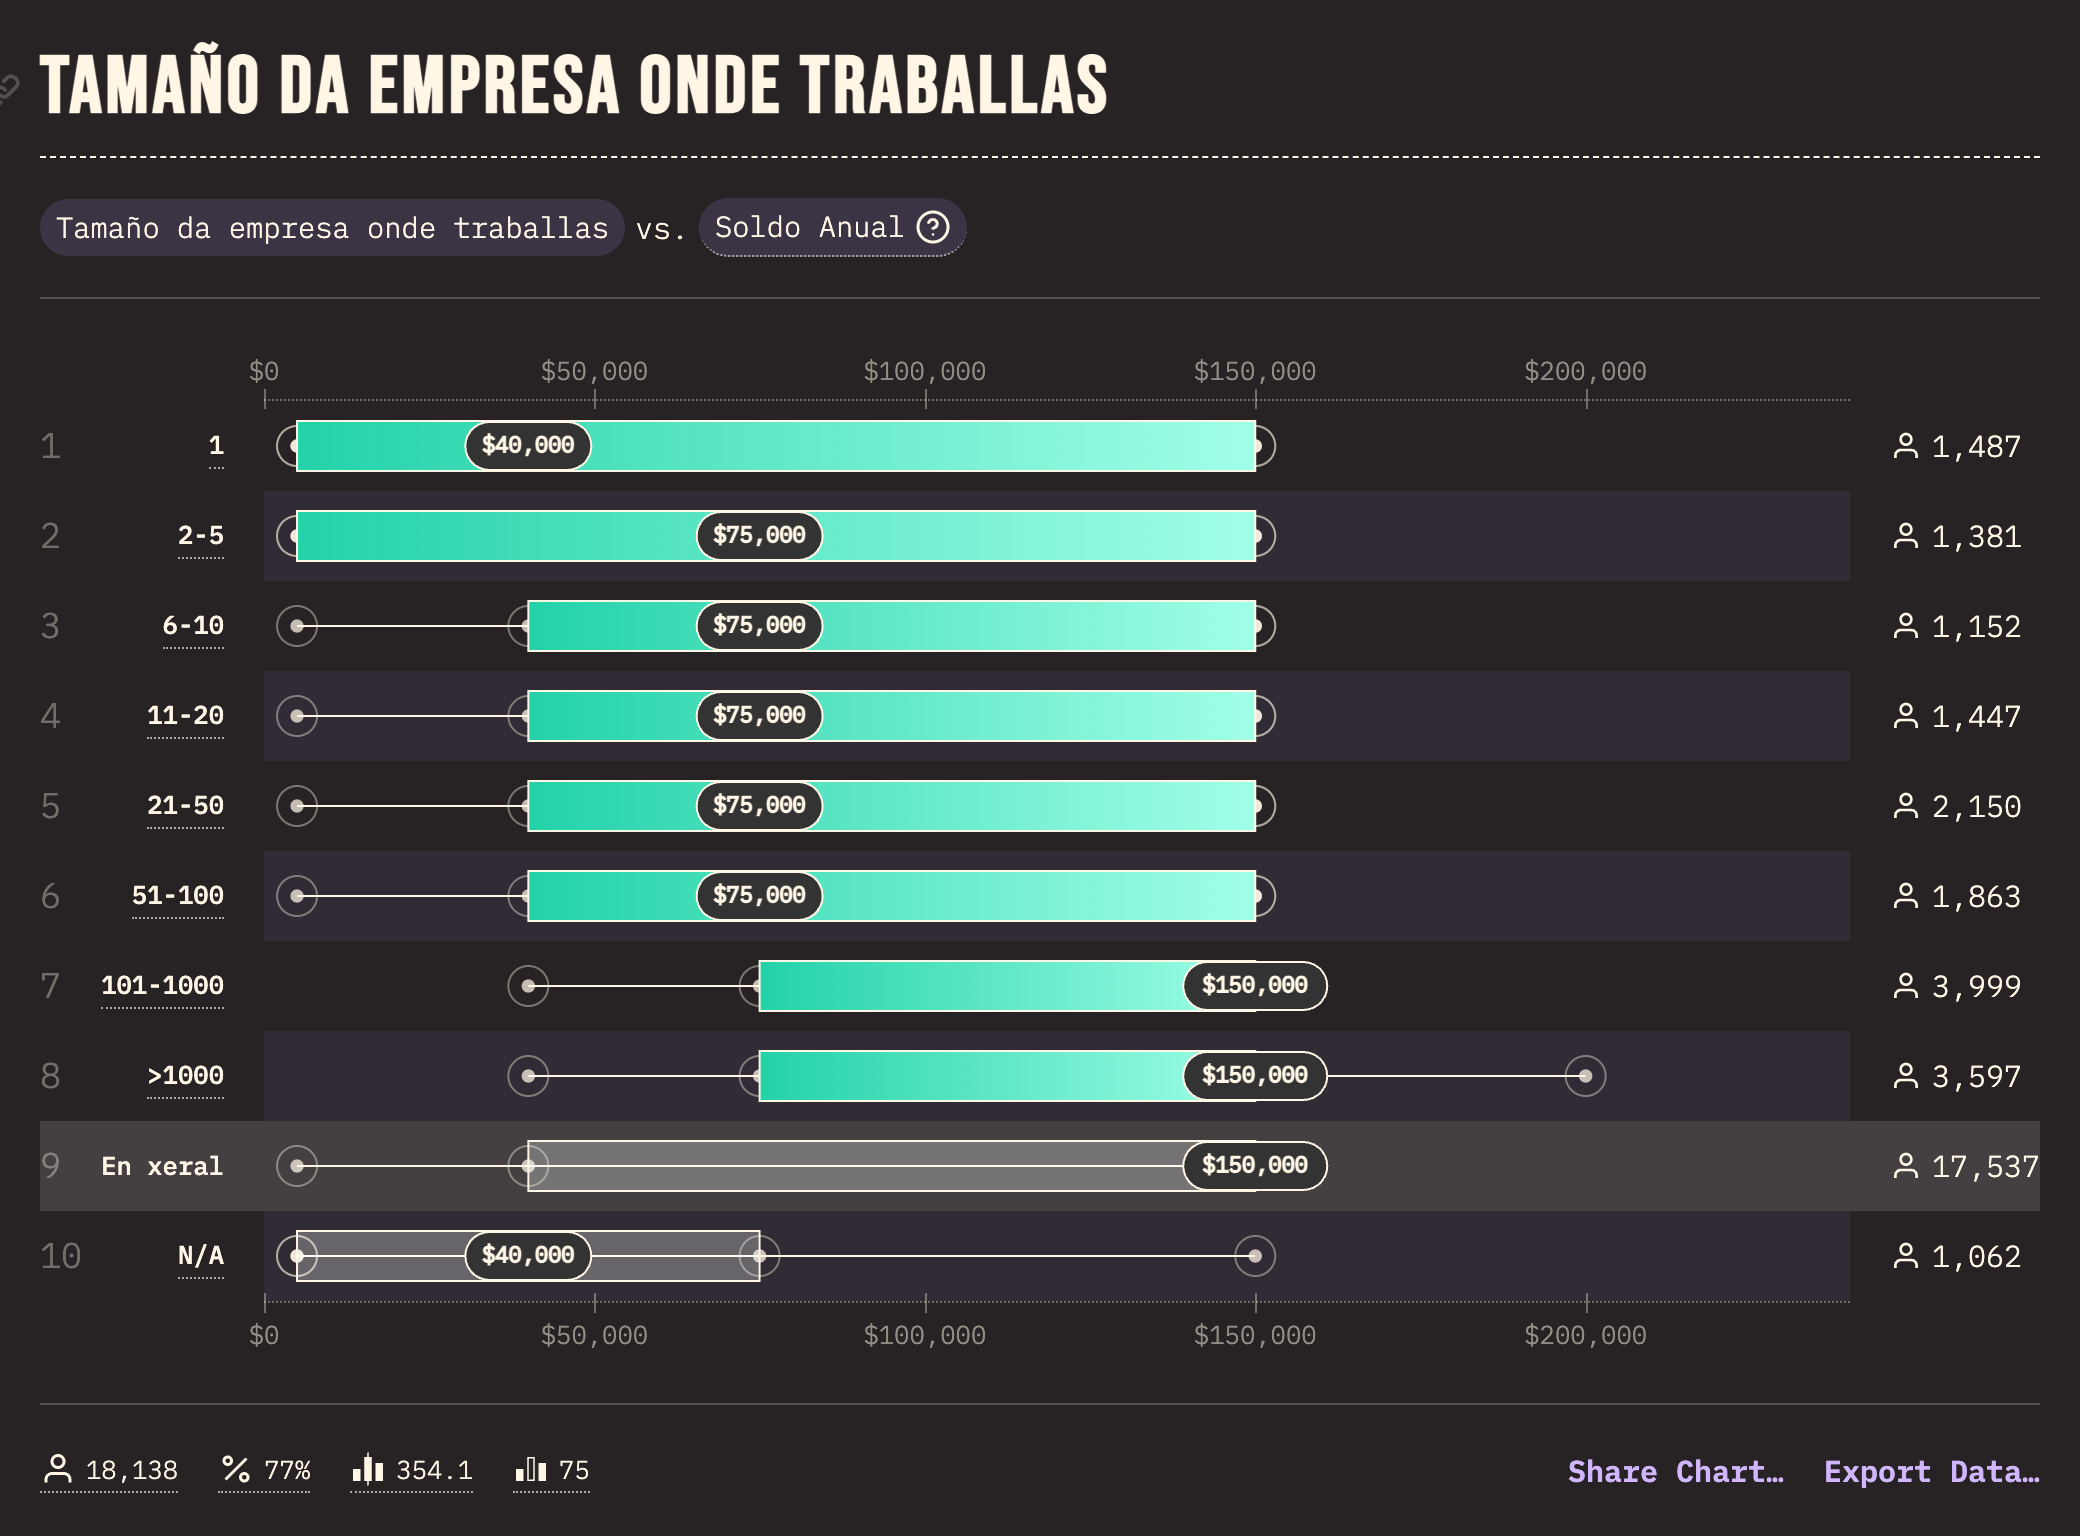 TAMAÑO DA EMPRESA ONDE TRABALLAS
Tamaño da empresa onde traballas vs. Soldo Anual ?
$0 $50,000 $100,000 $150,000 $200,000
1 1 $40,000 1,487
2 2-5 $75,000 1,381
3 6-10 $75,000 1,152
4 11-20 $75,000 1,447
5 21-50 $75,000 2,150
6 51-100 $75,000 1,863
7 101-1000 $150,000 3,999
8 >1000 $150,000 3,597
9 En xeral $150,000 17,537
10 N/A $40,000 1,062
$0 $50,000 $100,000 $150,000 $200,000
18,138 77% 354.1 75 Share Chart… Export Data…